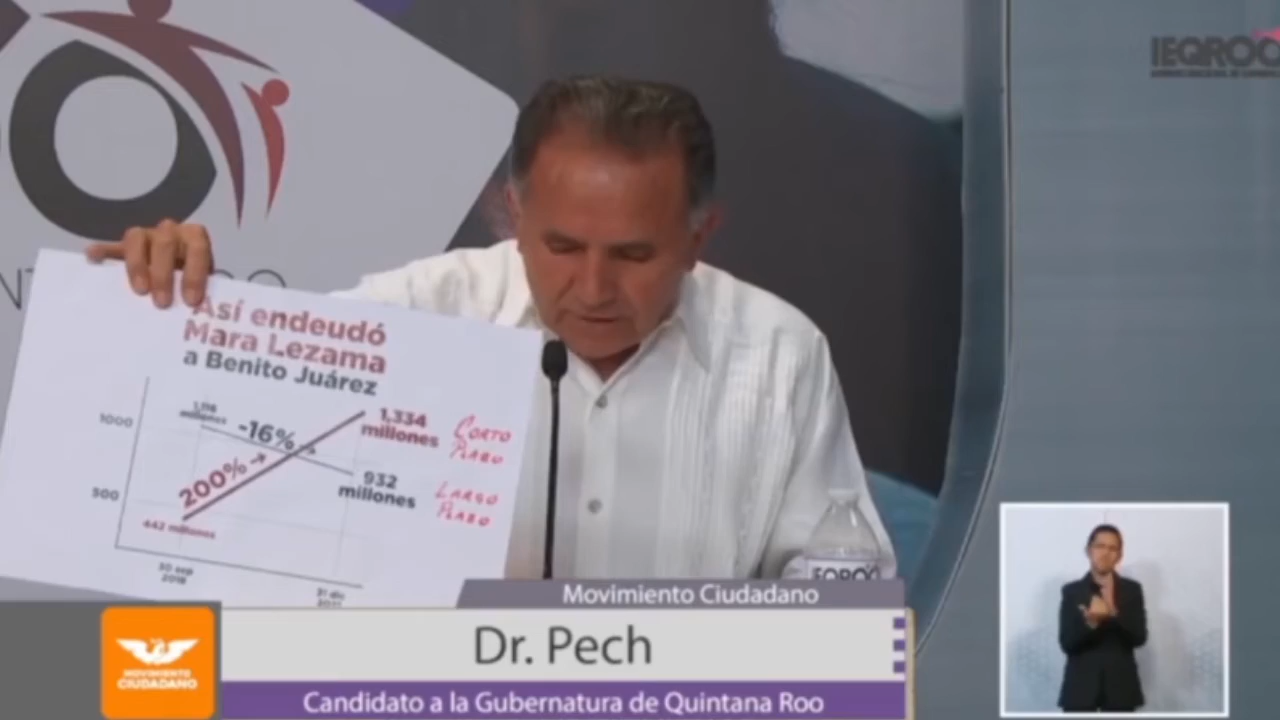 IEQROO
Así endeudó
Mara Lezama
a Benito Juárez
1000
500
-16%
200%
1,334
millones
932
millones
CORTO
PLAZO
LARGO
PLAZO
442 millones
30 sep
2018
31 dic
Movimiento Ciudadano
Dr. Pech
Candidato a la Gubernatura de Quintana Roo
MOVIMIENTO
CIUDADANO